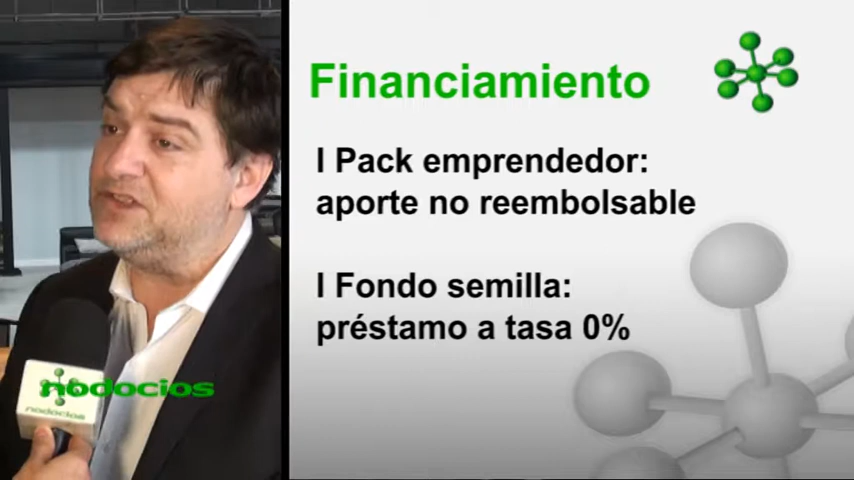 Financiamiento
l Pack emprendedor:
aporte no reembolsable
l Fondo semilla:
préstamo a tasa 0%
nodocios
nodocios